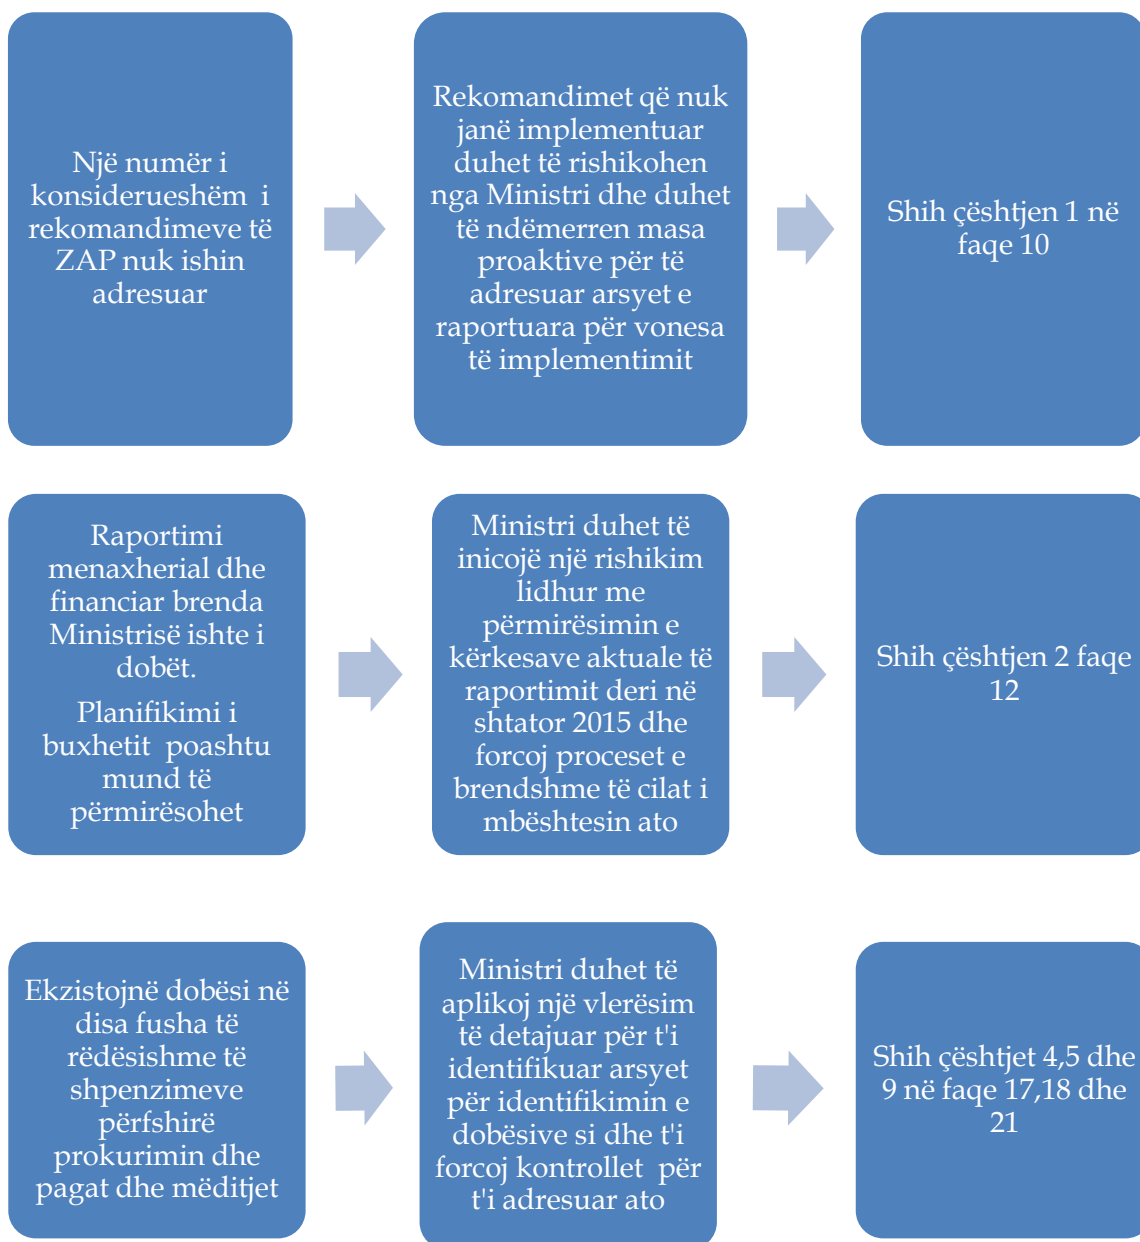 Një numër i
konsiderueshëm i
rekomandimeve të
ZAP nuk ishin
adresuar
Rekomandimet që nuk
janë implementuar
duhet të rishikohen
nga Ministri dhe duhet
të ndëmerren masa
proaktive për të
adresuar arsyet e
raportuara për vonesa
të implementimit
Shih çështjen 1 në
faqe 10
Raportimi
menaxherial dhe
financiar brenda
Ministrisë ishte i
dobët.
Planifikimi i
buxhetit poashtu
mund të
përmirësohet
Ministri duhet të
inicojë një rishikim
lidhur me
përmirësimin e
kërkesave aktuale të
raportimit deri në
shtator 2015 dhe
forcoj proceset e
brendshme të cilat i
mbështesin ato
Shih çështjen 2 faqe
12
Ekzistojnë dobësi në
disa fusha të
rëdësishme të
shpenzimeve
përfshirë
prokurimin dhe
pagat dhe mëditjet
Ministri duhet të
aplikoj një vlerësim
të detajuar për t'i
identifikuar arsyet
për identifikimin e
dobësive si dhe t'i
forcoj kontrollet për
t'i adresuar ato
Shih çështjet 4,5 dhe
9 në faqe 17,18 dhe
21